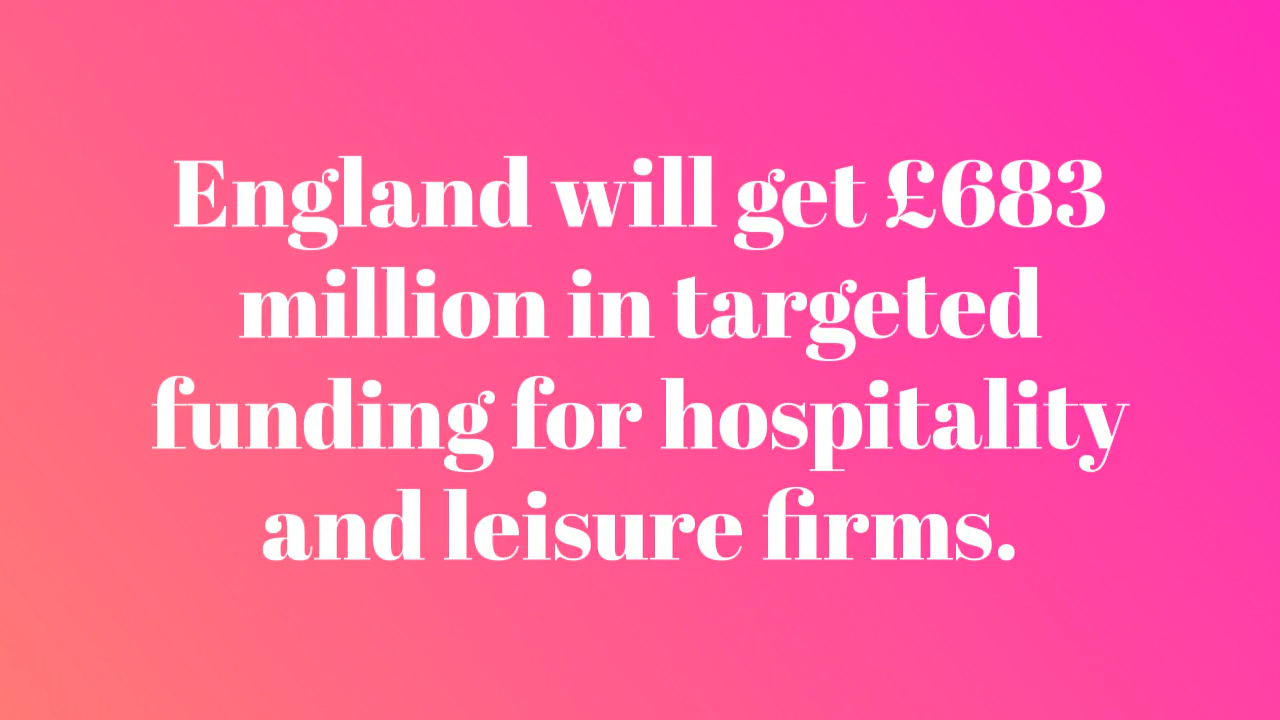 England will get £683
million in targeted
funding for hospitality
and leisure firms.